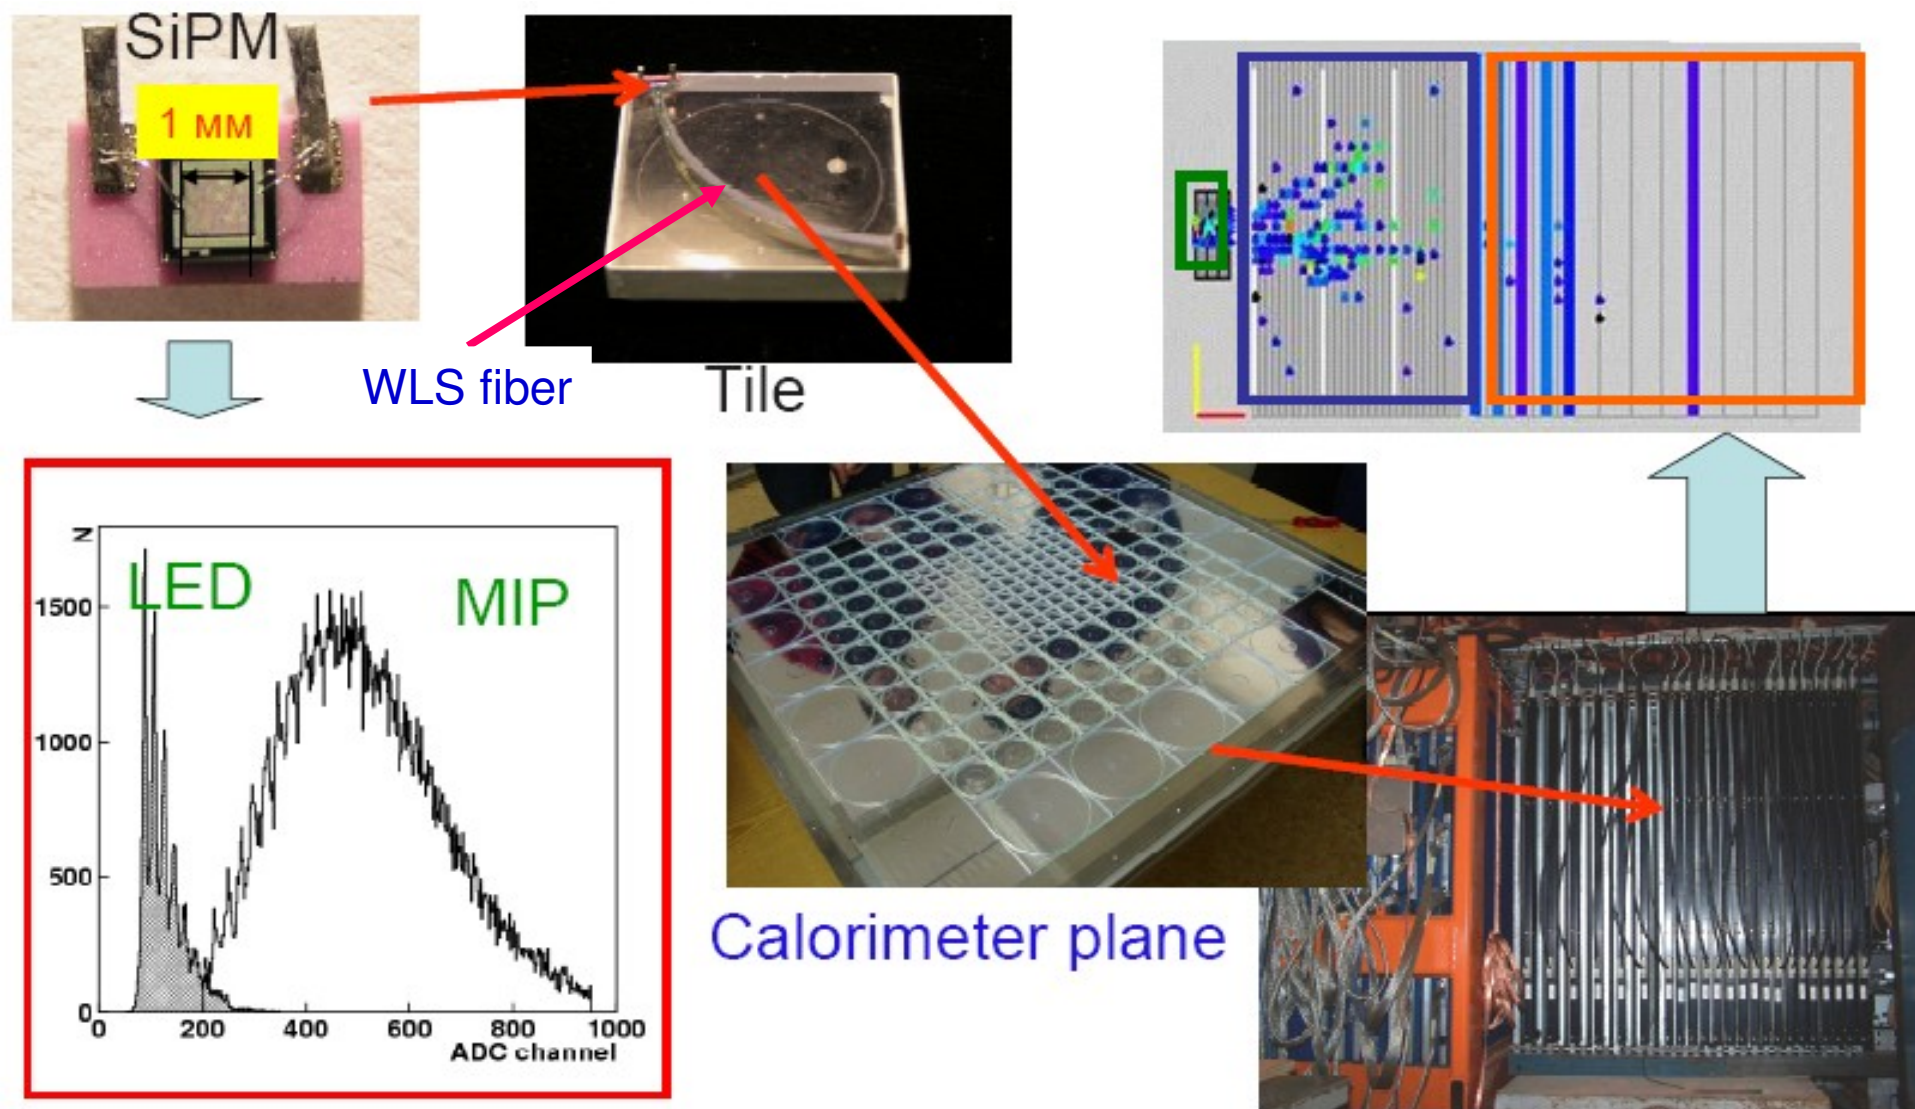 SiPM
1 мм
WLS fiber
Tile
N
LED
MIP
1500
1000
500
0
0
200
400
600
800
1000
ADC channel
Calorimeter plane